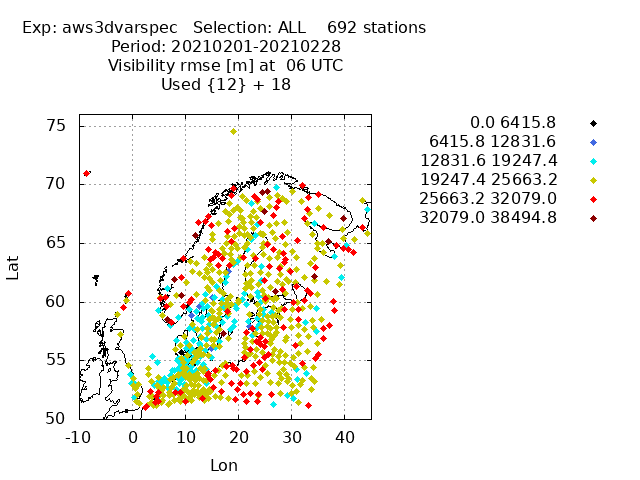 Exp: aws3dvarspec   Selection: ALL    692 stations
Period: 20210201-20210228
Visibility rmse [m] at  06 UTC
Used {12} + 18
0.0 6415.8
6415.8 12831.6
12831.6 19247.4
19247.4 25663.2
25663.2 32079.0
32079.0 38494.8
75
70
65
60
55
50
Lat
-10 0 10 20 30 40
Lon